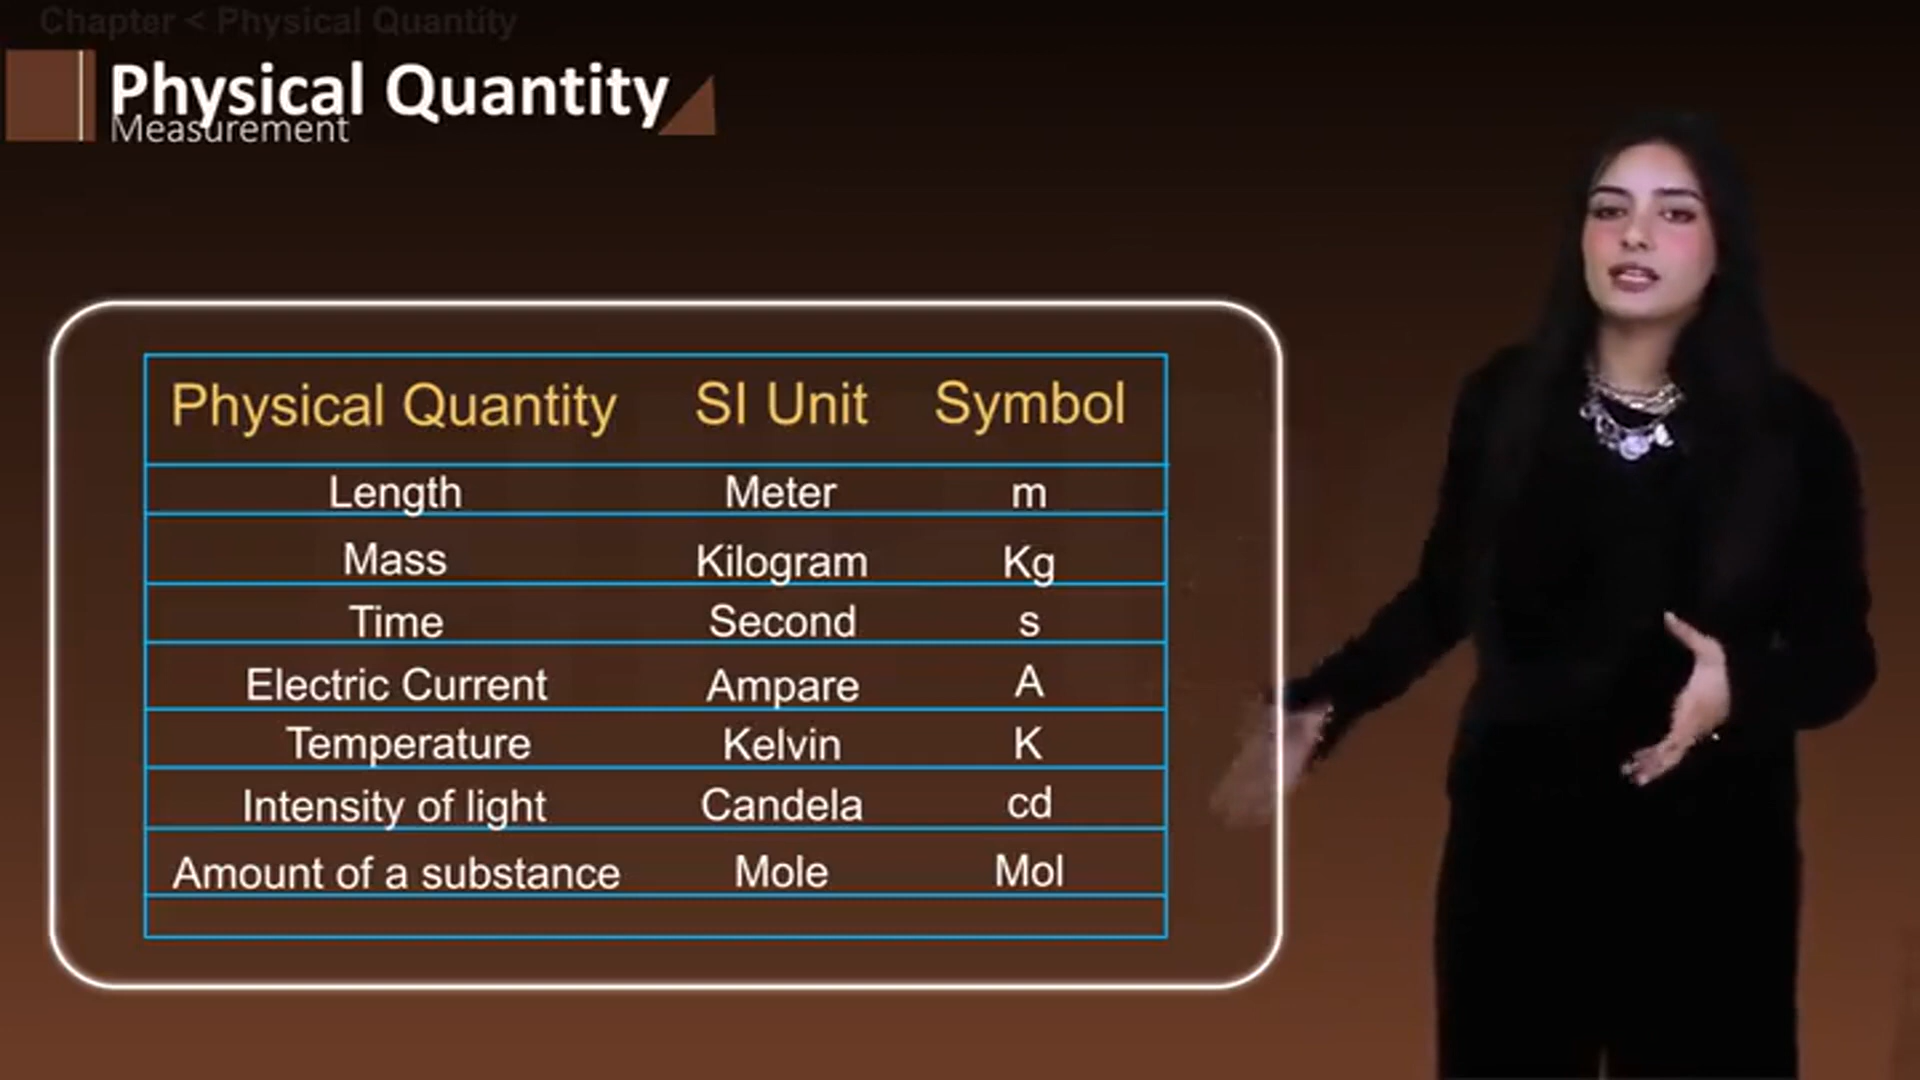 Chapter < Physical Quantity
Physical Quantity
Measurement
Physical Quantity SI Unit Symbol
Length Meter m
Mass Kilogram Kg
Time Second s
Electric Current Ampare A
Temperature Kelvin K
Intensity of light Candela cd
Amount of a substance Mole Mol